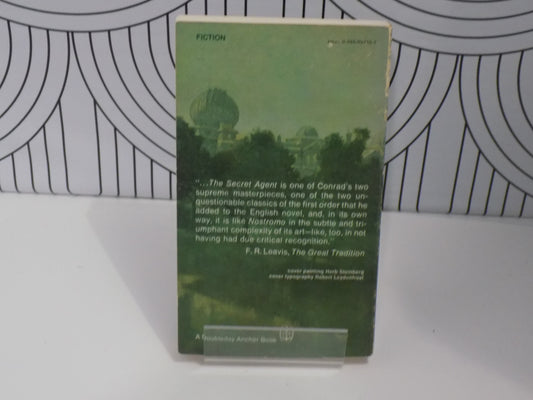 FICTION
"...The Secret Agent is one of Conrad's two
supreme masterpieces, one of the two un-
questionable classics of the first order that he
added to the English novel, and, in its own
way, it is like Nostromo in the subtle and tri-
umphant complexity of its art—like, too, in not
having had due critical recognition."
F. R. Leavis, The Great Tradition
cover painting Herb Steinberg
cover typography Robert Leydenfrost
A Doubleday Anchor Book